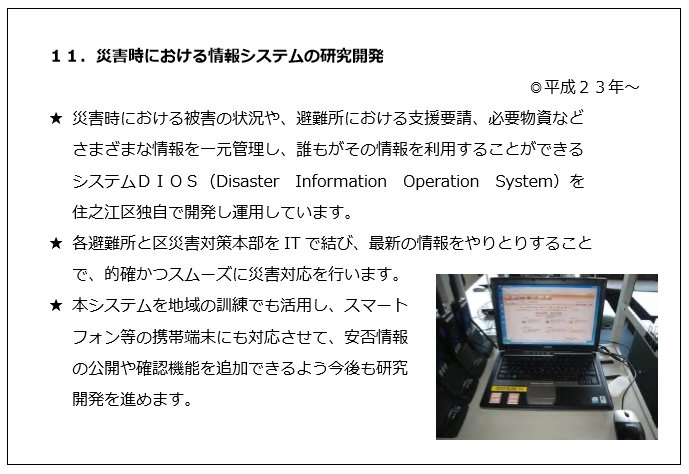 １１．災害時における情報システムの研究開発
◎平成２３年～
★ 災害時における被害の状況や、避難所における支援要請、必要物資など
さまざまな情報を一元管理し、誰もがその情報を利用することができる
システムＤＩＯＳ（Disaster　Information　Operation　System）を
住之江区独自で開発し運用しています。
★ 各避難所と区災害対策本部を IT で結び、最新の情報をやりとりすること
で、的確かつスムーズに災害対応を行います。
★ 本システムを地域の訓練でも活用し、スマート
フォン等の携帯端末にも対応させて、安否情報
の公開や確認機能を追加できるよう今後も研究
開発を進めます。